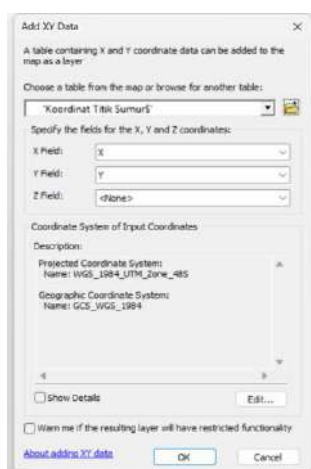 Add XY Data
A table containing X and Y coordinate data can be added to the
map as a layer
Choose a table from the map or browse for another table:
'Koordinat Titik Sumur$'
Specify the fields for the X, Y and Z coordinates:
X Field: X
Y Field: Y
Z Field: <None>
Coordinate System of Input Coordinates
Description:
Projected Coordinate System:
Name: WGS_1984_UTM_Zone_48S
Geographic Coordinate System:
Name: GCS_WGS_1984
Show Details
Edit...
Warn me if the resulting layer will have restricted functionality
About adding XY data
OK
Cancel